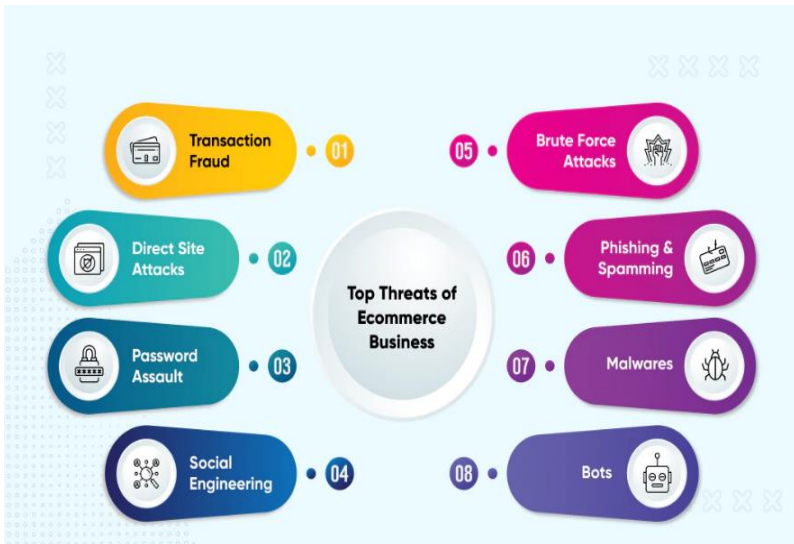 Transaction
Fraud
01
Direct Site
Attacks
02
Password
Assault
03
Social
Engineering
04
Top Threats of
Ecommerce
Business
05
Brute Force
Attacks
06
Phishing &
Spamming
07
Malwares
08
Bots